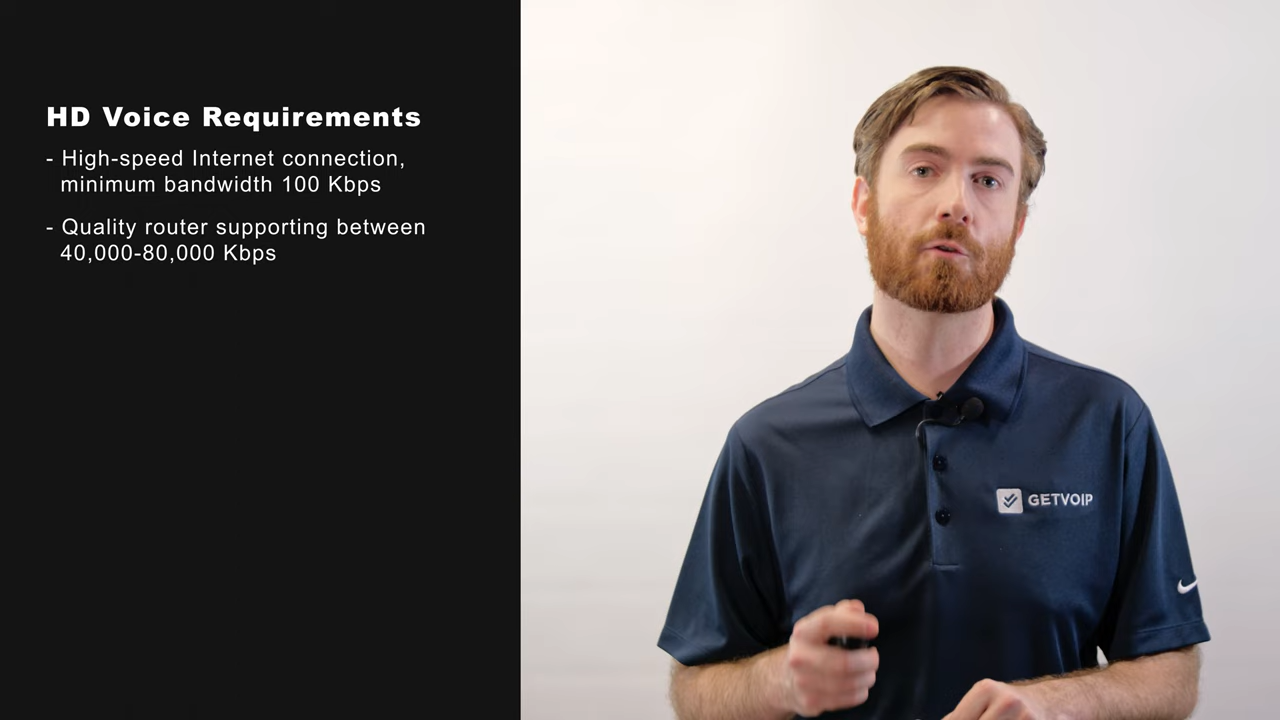 HD Voice Requirements
- High-speed Internet connection,
minimum bandwidth 100 Kbps
- Quality router supporting between
40,000-80,000 Kbps
GETVOIP